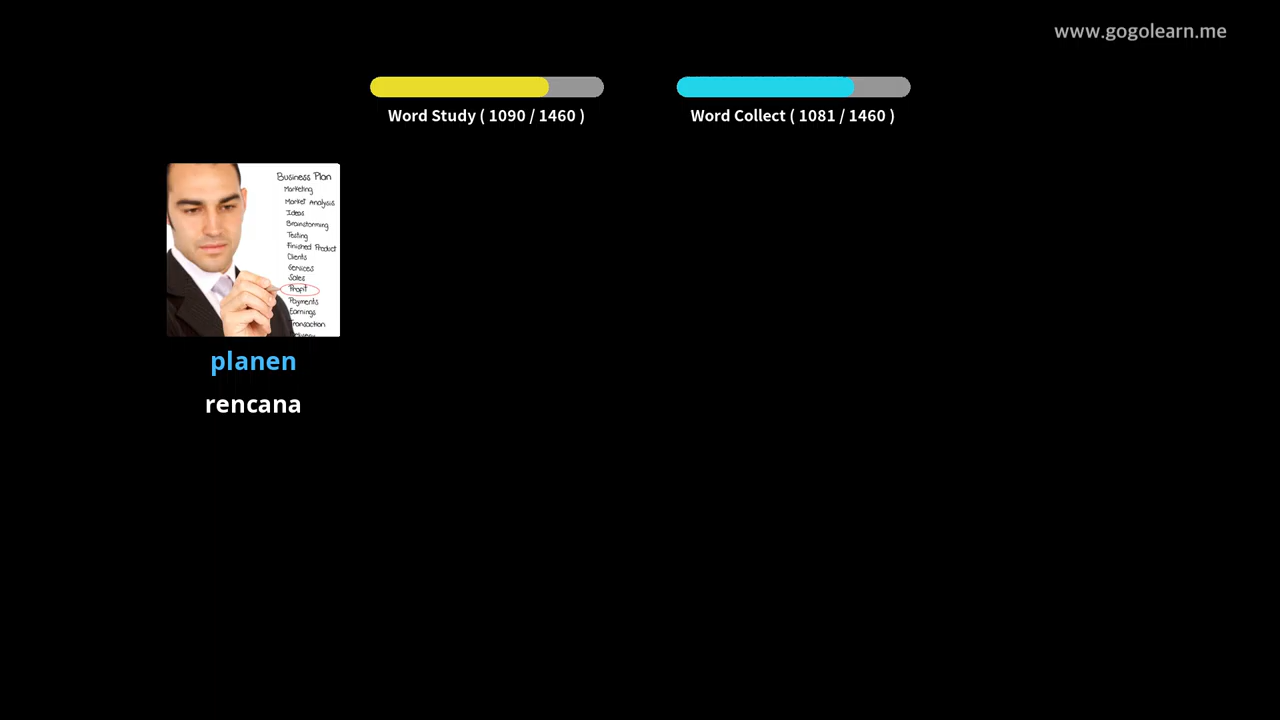 www.gogolearn.me
Word Study ( 1090 / 1460 )
Word Collect ( 1081 / 1460 )
Business Plan
Marketing
Market Analysis
Ideas
Brainstorming
Testing
Finished Product
Clients
Services
Sales
Profit
Payments
Earnings
Transaction
planen
rencana